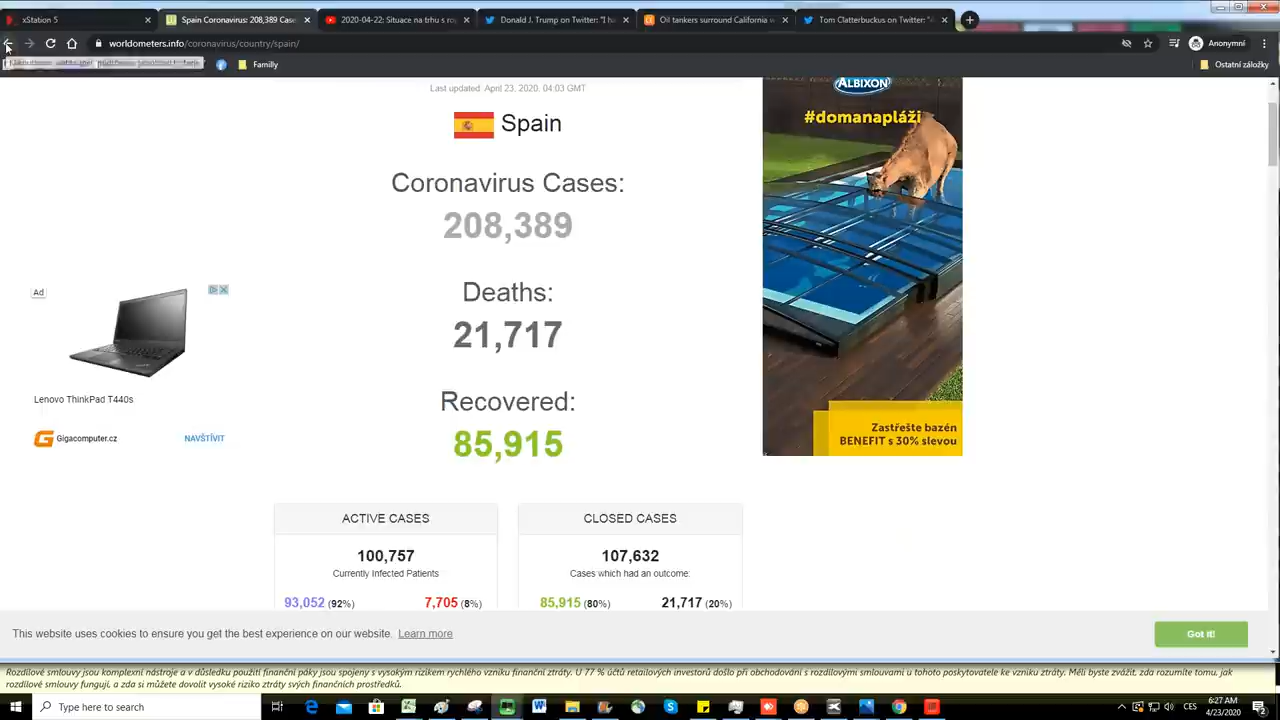 xStation 5
Spain Coronavirus: 208,389 Case
2020-04-22: Situace na trhu s rop
Donald J. Trump on Twitter: "I h
Oil tankers surround California w
Tom Clatterbuckus on Twitter: "A
worldometers.info/coronavirus/country/spain/
Anonymní
Familly
Ostatní záložky
Last updated: April 23, 2020, 04:03 GMT
Spain
Coronavirus Cases:
208,389
Deaths:
21,717
Recovered:
85,915
ACTIVE CASES
100,757
Currently Infected Patients
93,052 (92%)
7,705 (8%)
CLOSED CASES
107,632
Cases which had an outcome:
85,915 (80%)
21,717 (20%)
Ad
Lenovo ThinkPad T440s
Gigacomputer.cz
NAVŠTÍVIT
ALBIXON
#domanapláži
Zastřešte bazén
BENEFIT s 30% slevou
This website uses cookies to ensure you get the best experience on our website. Learn more
Got it!
Rozdílové smlouvy jsou komplexní nástroje a v důsledku použití finanční páky jsou spojeny s vysokým rizikem rychlého vzniku finanční ztráty. U 77 % účtů retailových investorů došlo při obchodování s rozdílovými smlouvami u tohoto poskytovatele ke vzniku ztráty. Měli byste zvážit, zda rozumíte tomu, jak
rozdílové smlouvy fungují, a zda si můžete dovolit vysoké riziko ztráty svých finančních prostředků.
Type here to search
CES
6:27 AM
4/23/2020
2